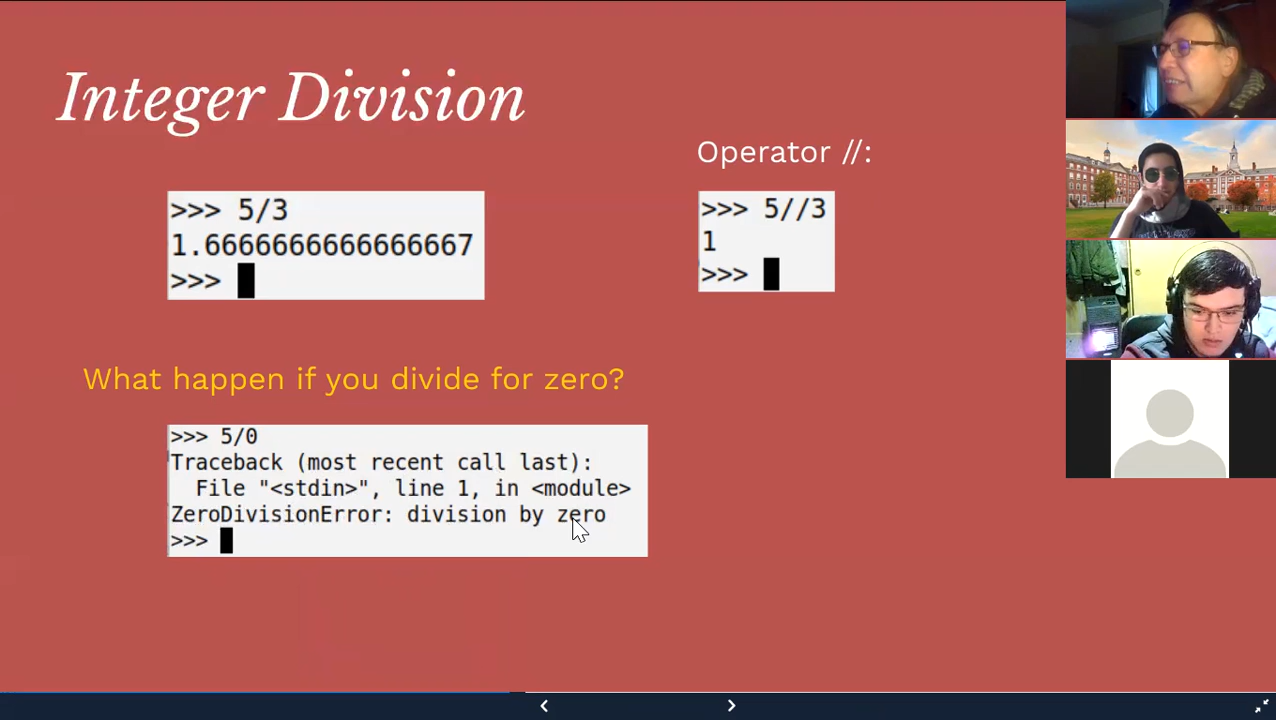 Integer Division
Operator //:
>>> 5/3
1.6666666666666667
>>>
>>> 5//3
1
>>>
What happen if you divide for zero?
>>> 5/0
Traceback (most recent call last):
  File "<stdin>", line 1, in <module>
ZeroDivisionError: division by zero
>>>